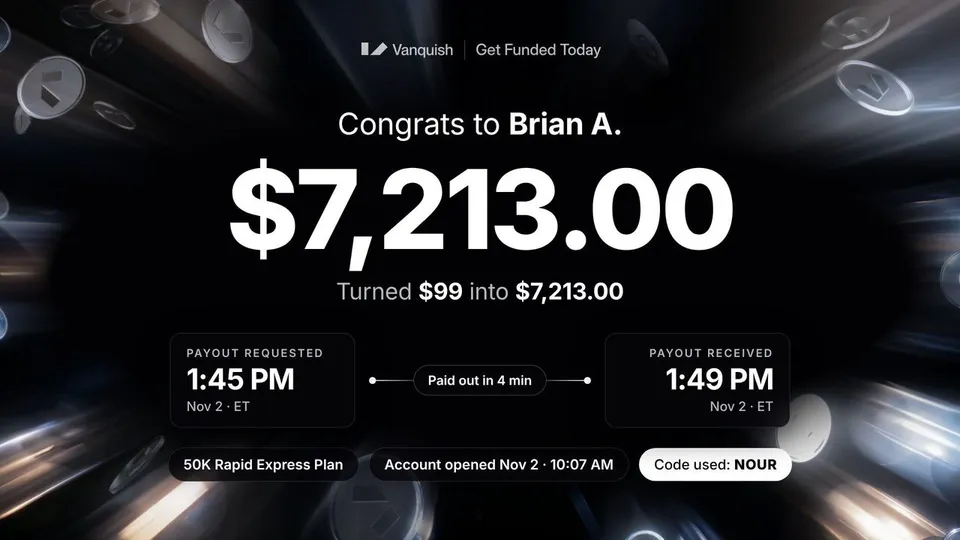 Vanquish | Get Funded Today
Congrats to Brian A.
$7,213.00
Turned $99 into $7,213.00
PAYOUT REQUESTED
1:45 PM
Nov 2 · ET
Paid out in 4 min
PAYOUT RECEIVED
1:49 PM
Nov 2 · ET
50K Rapid Express Plan
Account opened Nov 2 · 10:07 AM
Code used: NOUR